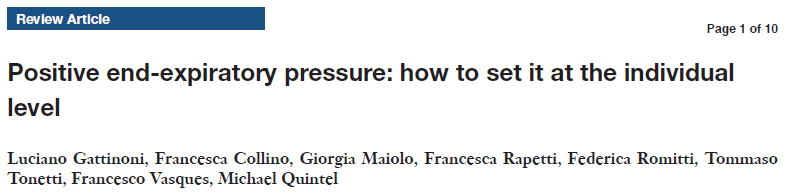 Review Article
Page 1 of 10
Positive end-expiratory pressure: how to set it at the individual
level
Luciano Gattinoni, Francesca Collino, Giorgia Maiolo, Francesca Rapetti, Federica Romitti, Tommaso
Tonetti, Francesco Vasques, Michael Quintel